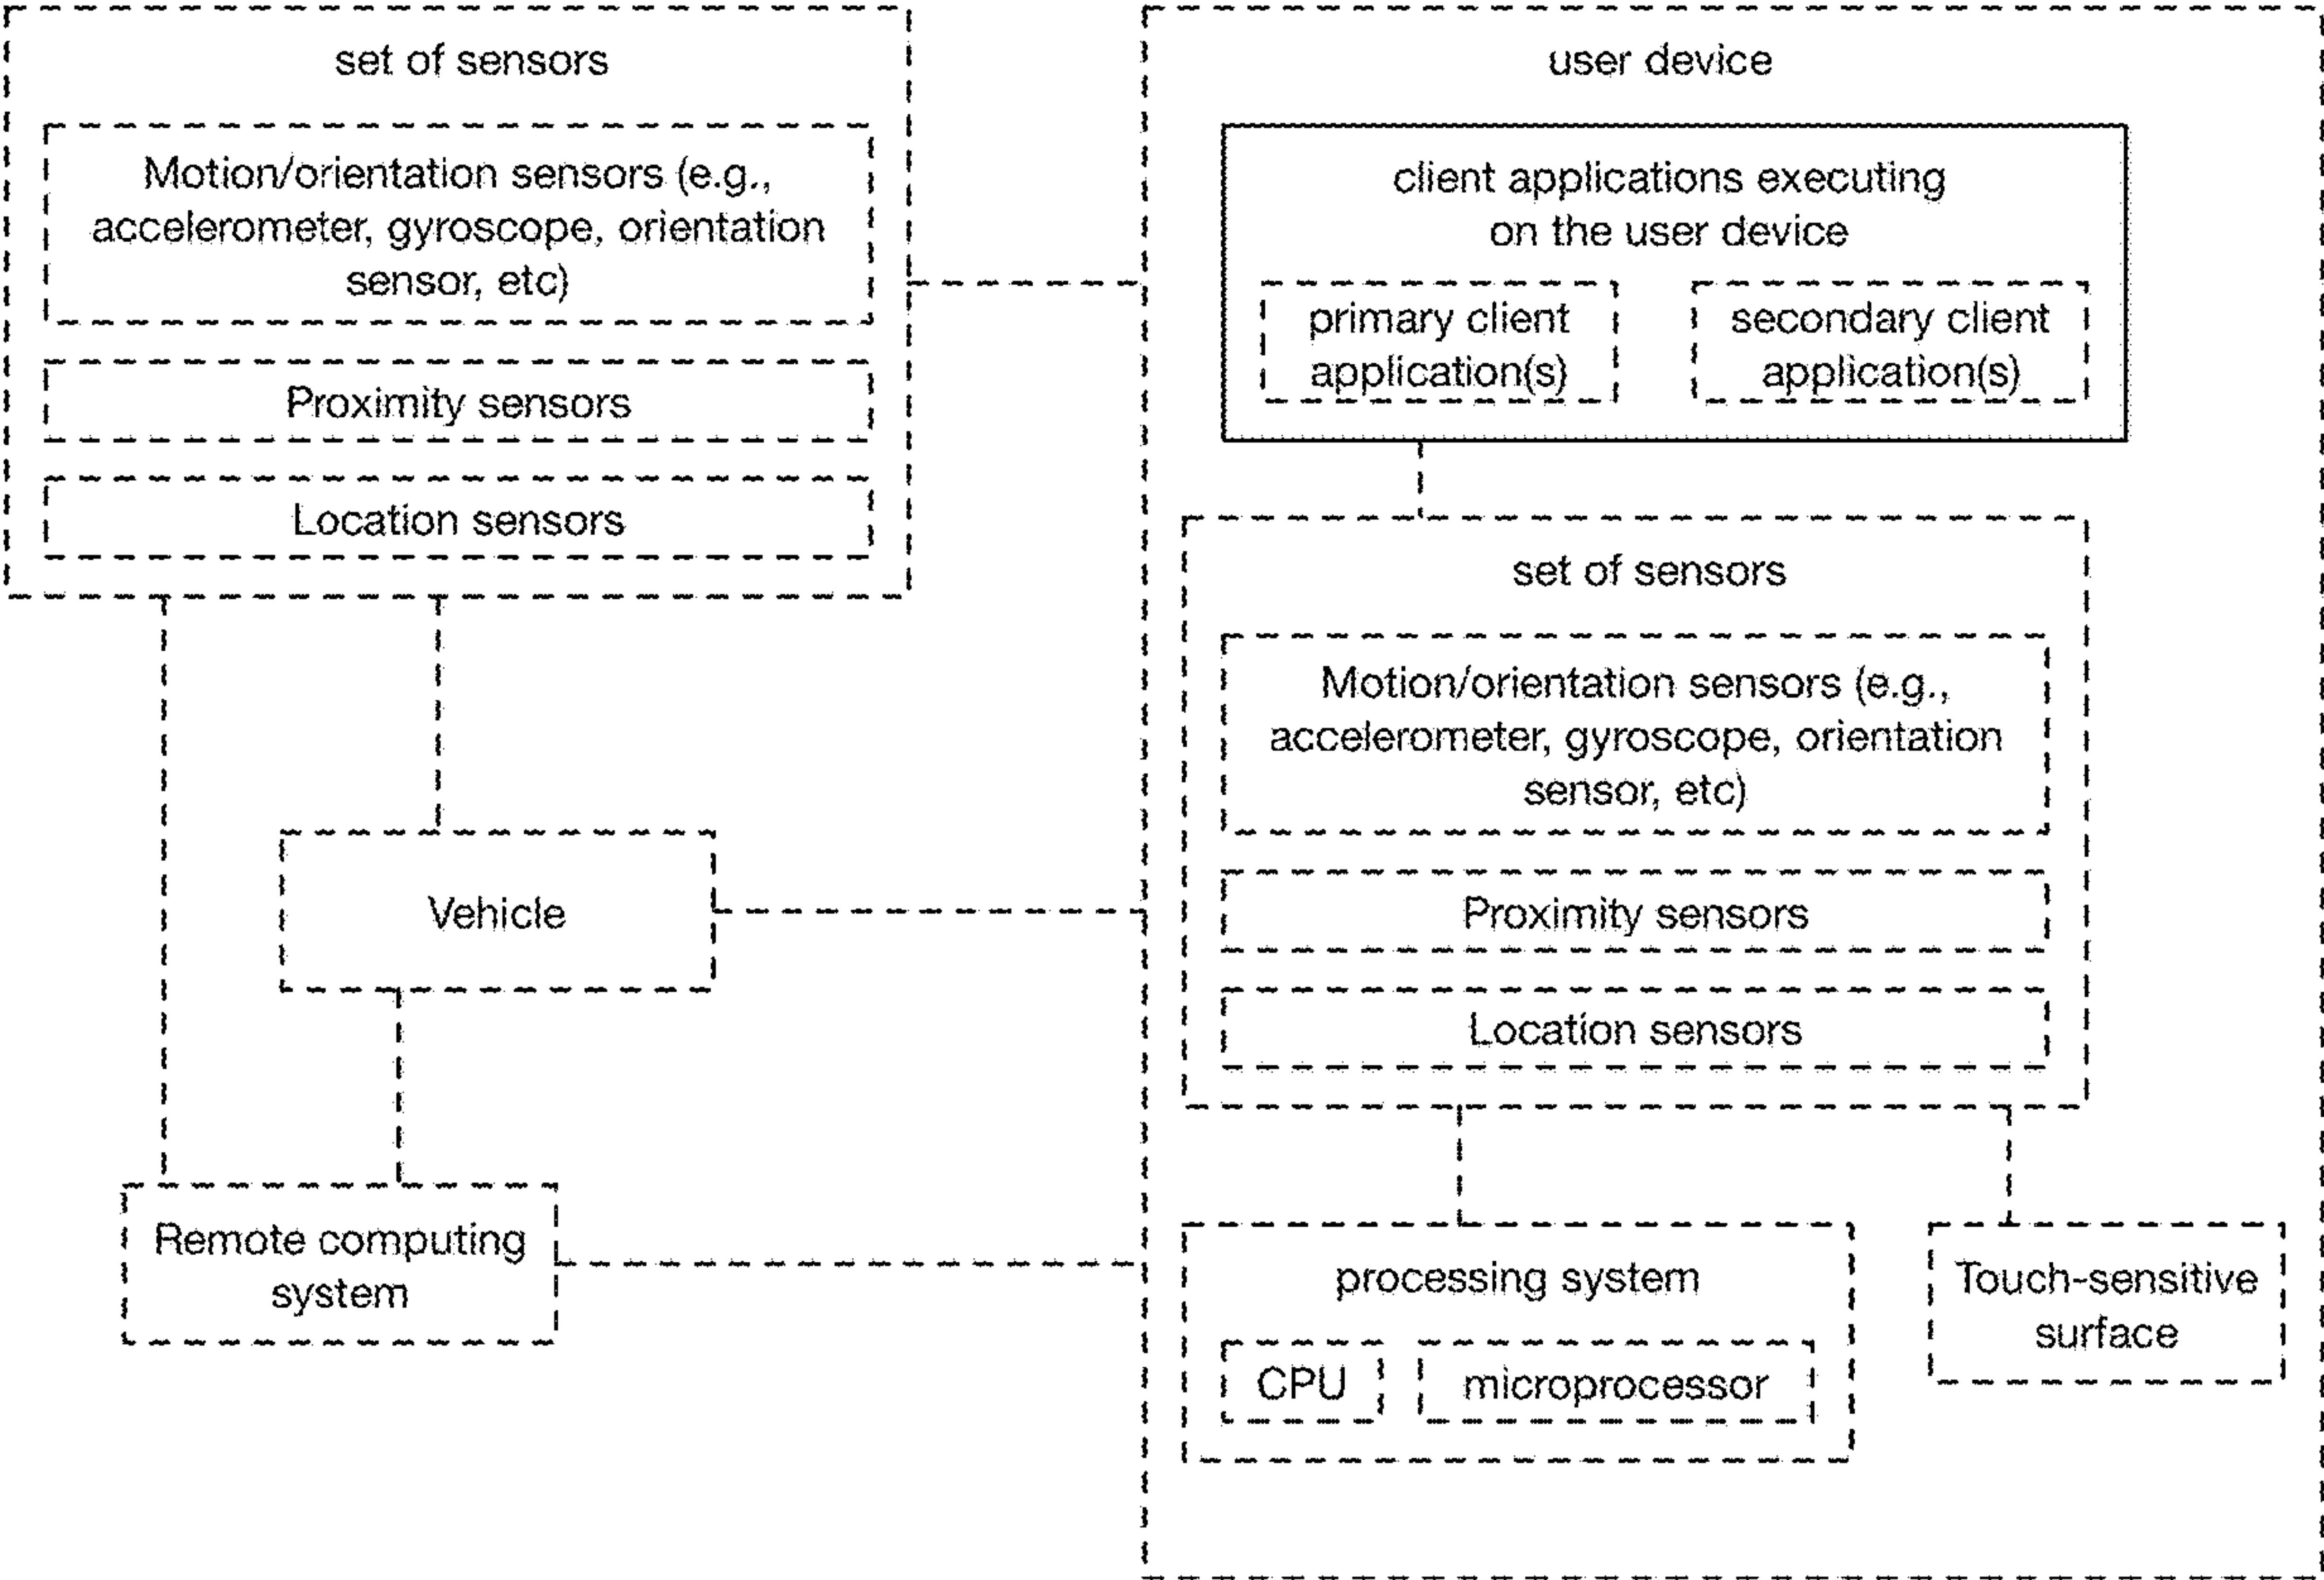 set of sensors
Motion/orientation sensors (e.g.,
accelerometer, gyroscope, orientation
sensor, etc)
Proximity sensors
Location sensors
Vehicle
Remote computing
system
user device
client applications executing
on the user device
primary client
application(s)
secondary client
application(s)
set of sensors
Motion/orientation sensors (e.g.,
accelerometer, gyroscope, orientation
sensor, etc)
Proximity sensors
Location sensors
processing system
CPU
microprocessor
Touch-sensitive
surface